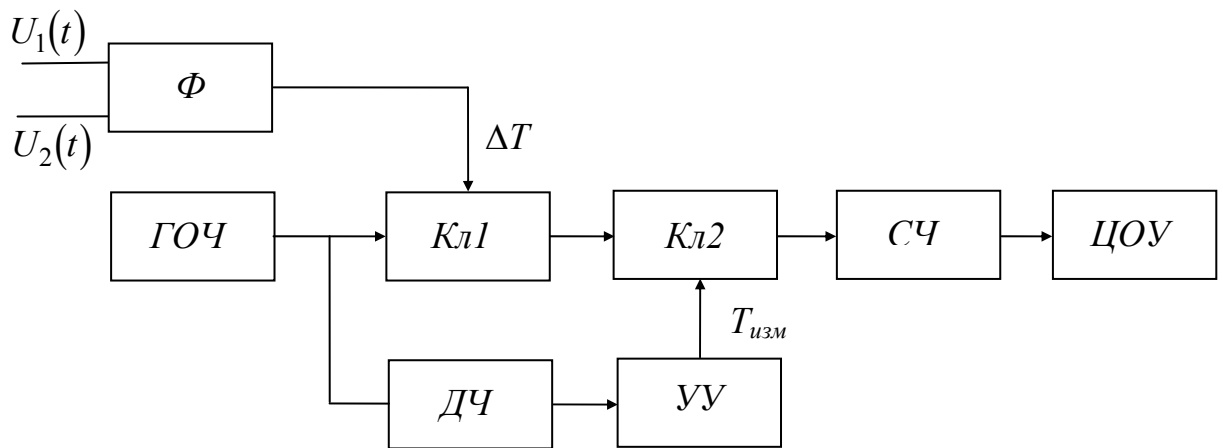 U₁(t)
Ф
U₂(t)
ΔT
ГОЧ
Кл1
Кл2
СЧ
ЦОУ
Tизм
ДЧ
УУ